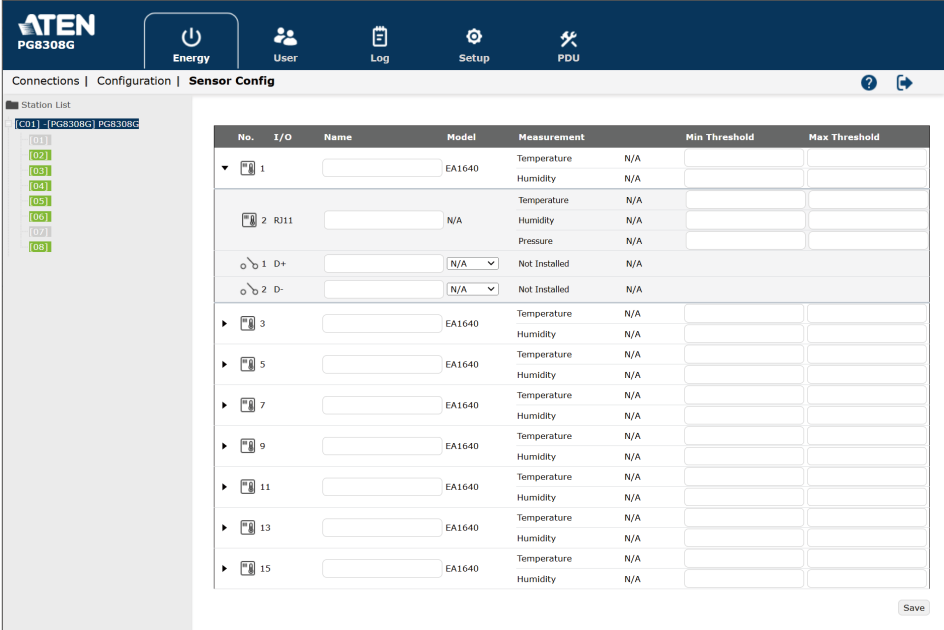 ATEN
PG8308G
Energy
User
Log
Setup
PDU
Connections | Configuration | Sensor Config
?
Station List
[C01] -[PG8308G] PG8308G
[01]
[02]
[03]
[04]
[05]
[06]
[07]
[08]
No. I/O Name Model Measurement Min Threshold Max Threshold
1 EA1640
Temperature N/A
Humidity N/A
2 RJ11 N/A
Temperature N/A
Humidity N/A
Pressure N/A
1 D+ N/A Not Installed N/A
2 D- N/A Not Installed N/A
3 EA1640
Temperature N/A
Humidity N/A
5 EA1640
Temperature N/A
Humidity N/A
7 EA1640
Temperature N/A
Humidity N/A
9 EA1640
Temperature N/A
Humidity N/A
11 EA1640
Temperature N/A
Humidity N/A
13 EA1640
Temperature N/A
Humidity N/A
15 EA1640
Temperature N/A
Humidity N/A
Save